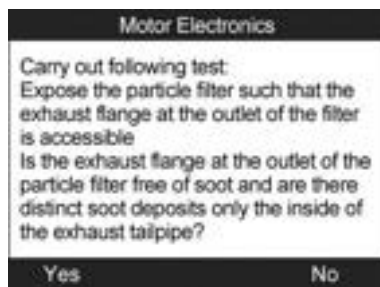 Motor Electronics
Carry out following test:
Expose the particle filter such that the
exhaust flange at the outlet of the filter
is accessible
Is the exhaust flange at the outlet of the
particle filter free of soot and are there
distinct soot deposits only the inside of
the exhaust tailpipe?
Yes No